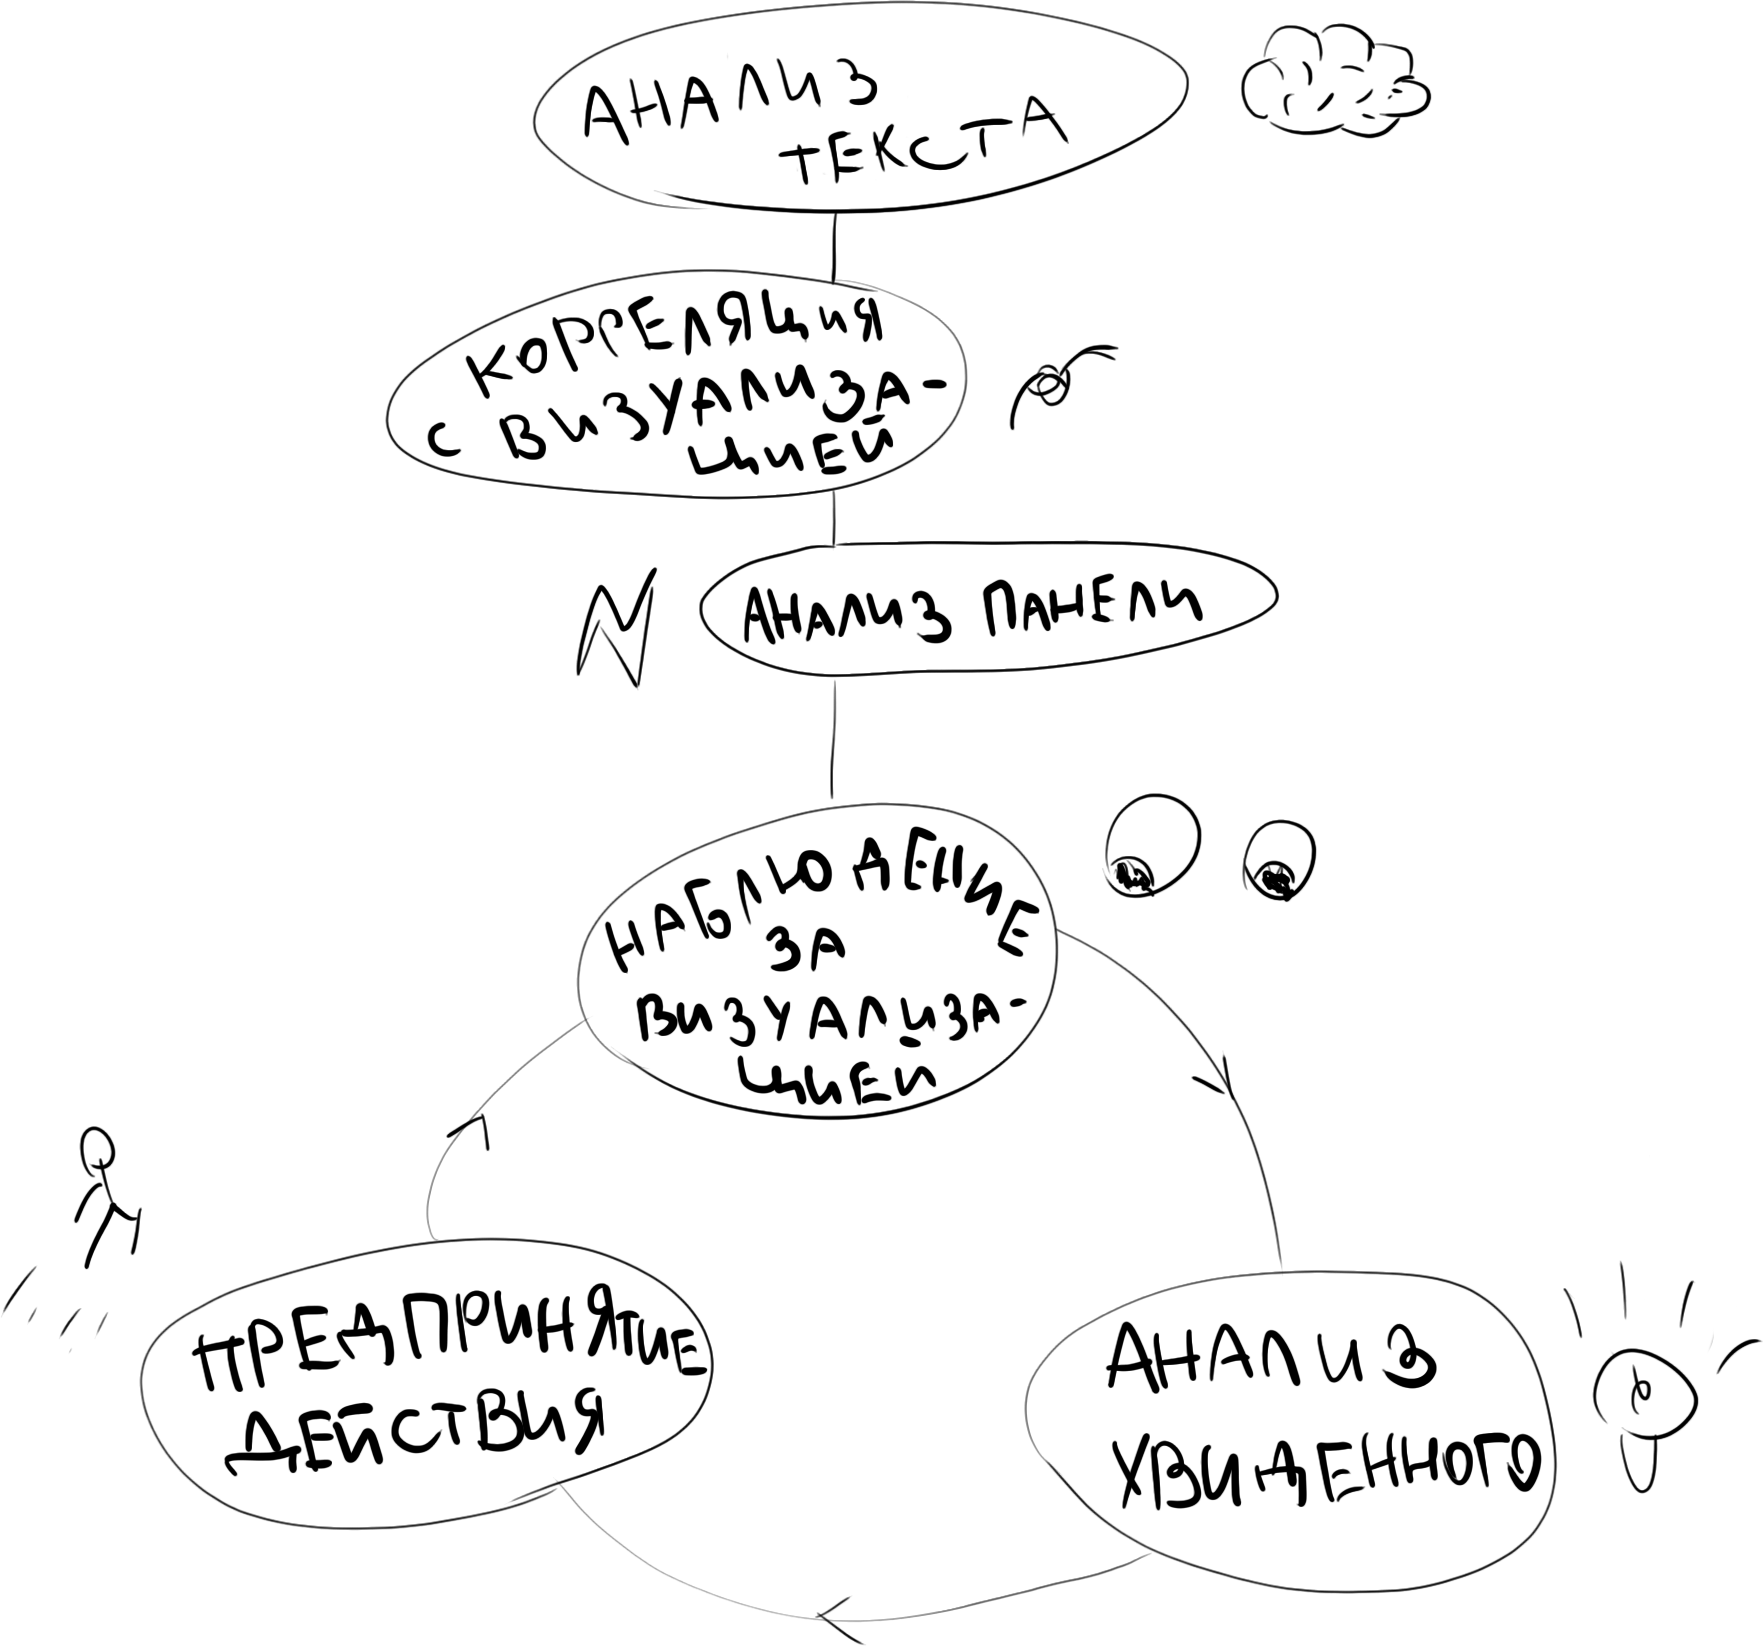 АНАЛИЗ
ТЕКСТА
КОРРЕЛЯЦИЯ
С ВИЗУАЛИЗА-
ЦИЕЙ
АНАЛИЗ ПАНЕЛИ
НАБЛЮДЕНИЕ
ЗА
ВИЗУАЛИЗА-
ЦИЕЙ
ПРЕДПРИНЯТИЕ
ДЕЙСТВИЯ
АНАЛИЗ
УВИДЕННОГО